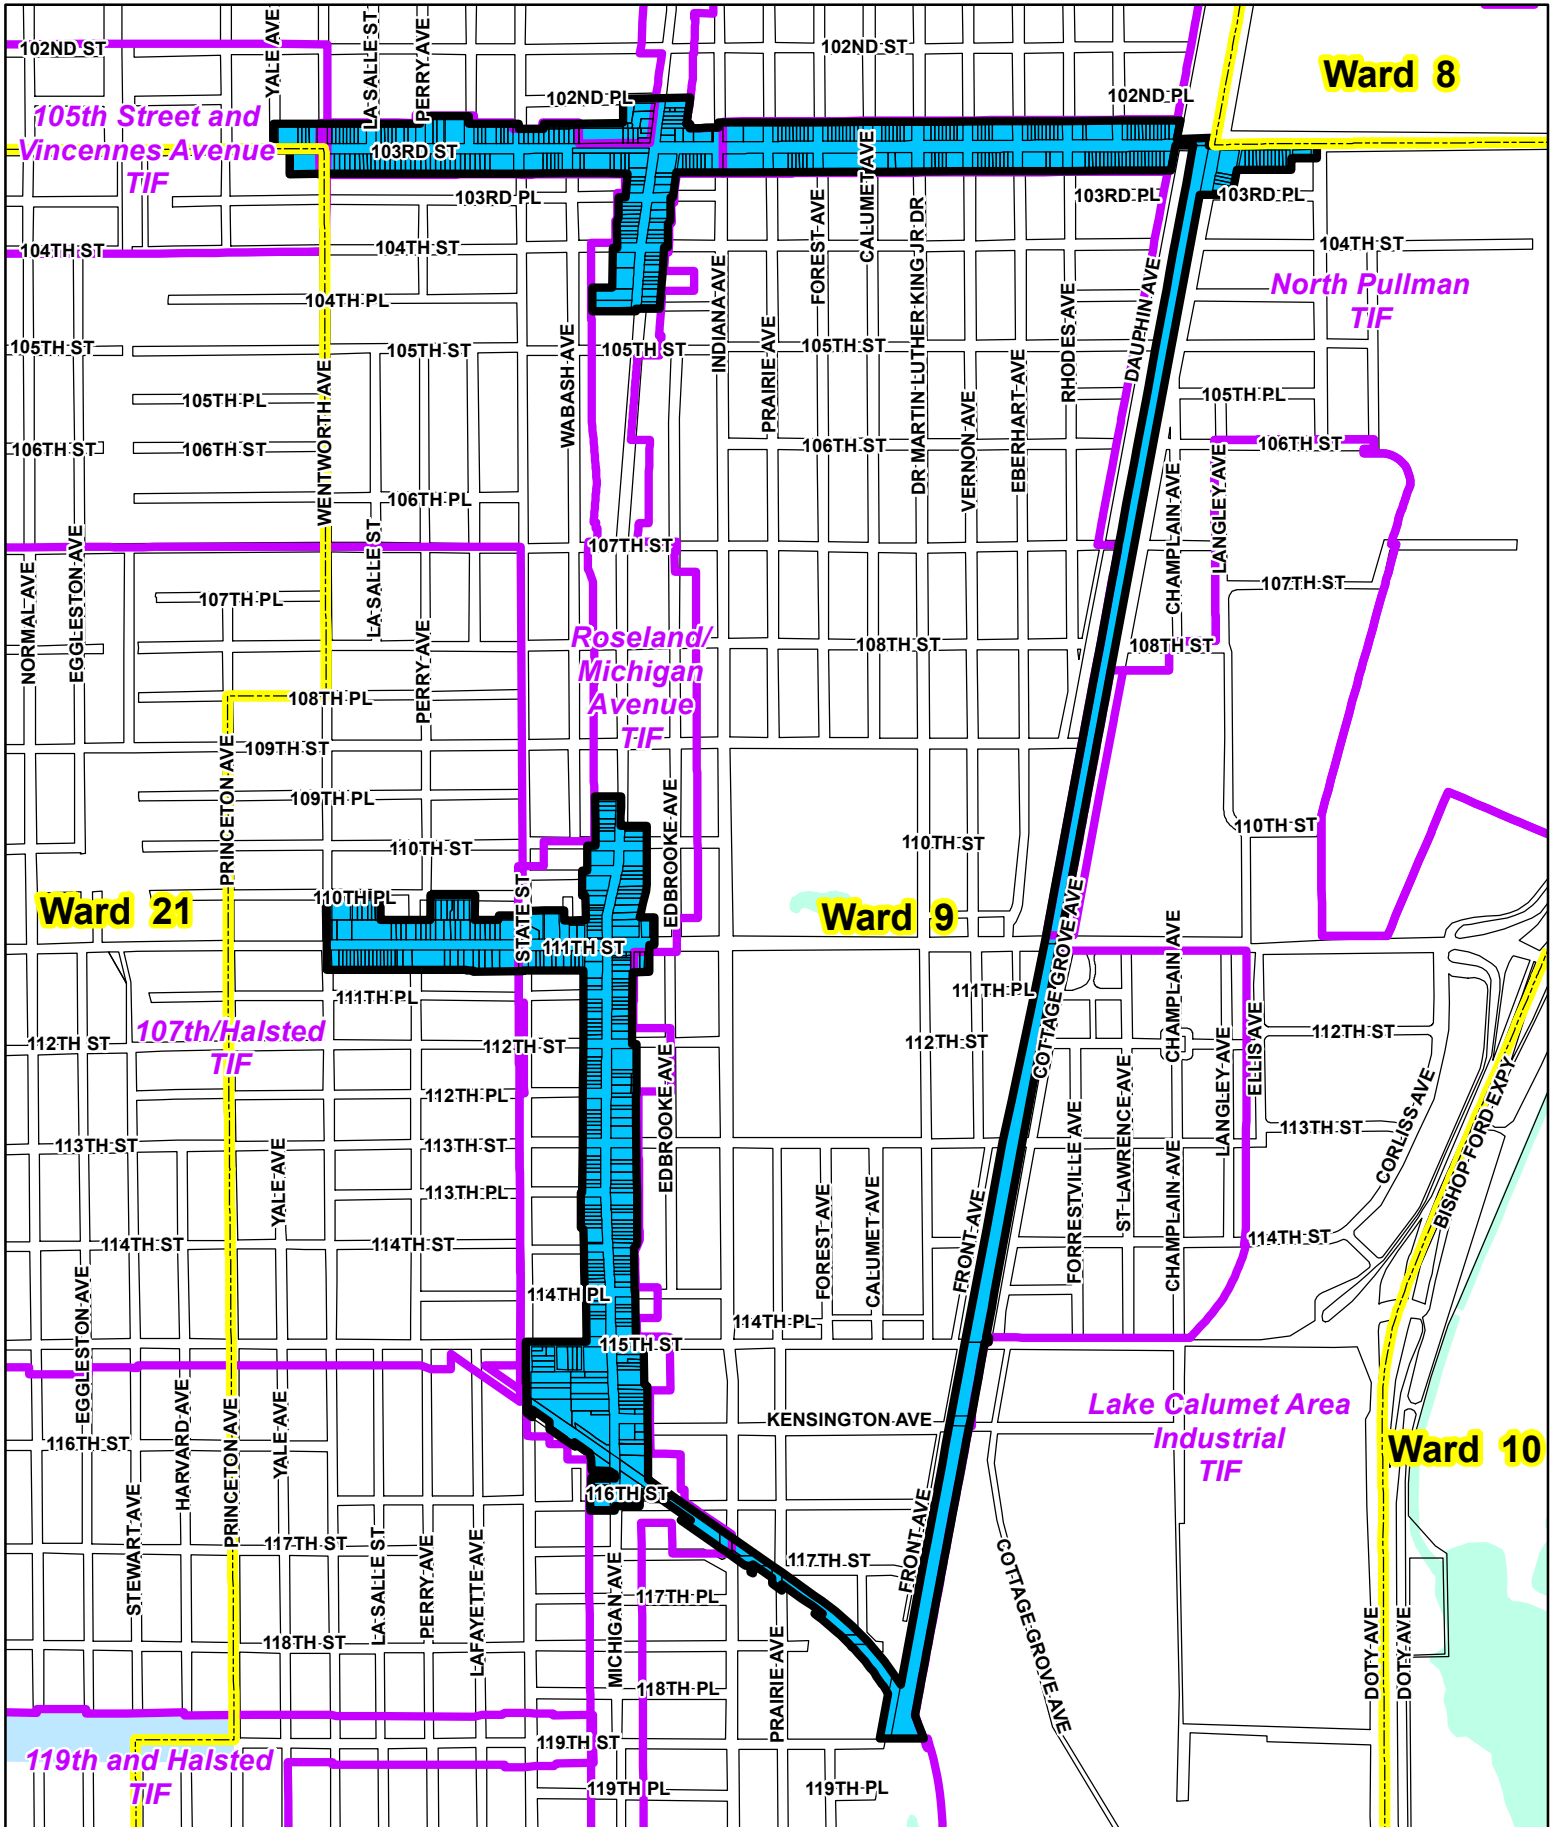 LA SALLE ST
YALE AVE
PERRY AVE
102ND ST
102ND ST
Ward 8
102ND PL
102ND PL
105th Street and
Vincennes Avenue
TIF
103RD ST
CALUMET AVE
103RD PL
103RD PL
103RD PL
104TH ST
104TH ST
104TH ST
FOREST AVE
DR MARTIN LUTHER KING JR DR
INDIANA AVE
North Pullman
TIF
104TH PL
DAUPHIN AVE
RHODES AVE
105TH ST
105TH ST
105TH ST
105TH ST
WABASH AVE
PRAIRIE AVE
WENTWORTH AVE
EBERHART AVE
VERNON AVE
105TH PL
105TH PL
106TH ST
106TH ST
106TH ST
106TH ST
106TH PL
LANGLEY AVE
CHAMPLAIN AVE
107TH ST
NORMAL AVE
EGGLESTON AVE
LA SALLE ST
107TH ST
107TH PL
PERRY AVE
Roseland/
Michigan
Avenue
TIF
108TH ST
108TH ST
108TH PL
109TH ST
PRINCETON AVE
109TH PL
EDBROOKE AVE
110TH ST
110TH ST
110TH ST
110TH PL
Ward 21
STATE ST
111TH ST
Ward 9
COTTAGE GROVE AVE
CHAMPLAIN AVE
111TH PL
111TH PL
107th/Halsted
TIF
112TH ST
112TH ST
112TH ST
112TH ST
ELLIS AVE
LANGLEY AVE
EDBROOKE AVE
112TH PL
ST LAWRENCE AVE
FORRESTVILLE AVE
CORLISS AVE
BISHOP FORD EXPY
113TH ST
113TH ST
113TH ST
YALE AVE
113TH PL
FOREST AVE
CALUMET AVE
FRONT AVE
CHAMPLAIN AVE
114TH ST
114TH ST
114TH ST
114TH PL
114TH PL
EGGLESTON AVE
115TH ST
HARVARD AVE
PRINCETON AVE
YALE AVE
KENSINGTON AVE
Lake Calumet Area
Industrial
TIF
116TH ST
Ward 10
116TH ST
STEWART AVE
117TH ST
LA SALLE ST
PERRY AVE
LAFAYETTE AVE
MICHIGAN AVE
117TH ST
FRONT AVE
COTTAGE GROVE AVE
117TH PL
118TH ST
PRAIRIE AVE
DOTY AVE
DOTY AVE
118TH PL
119TH ST
119th and Halsted
TIF
119TH PL
119TH PL